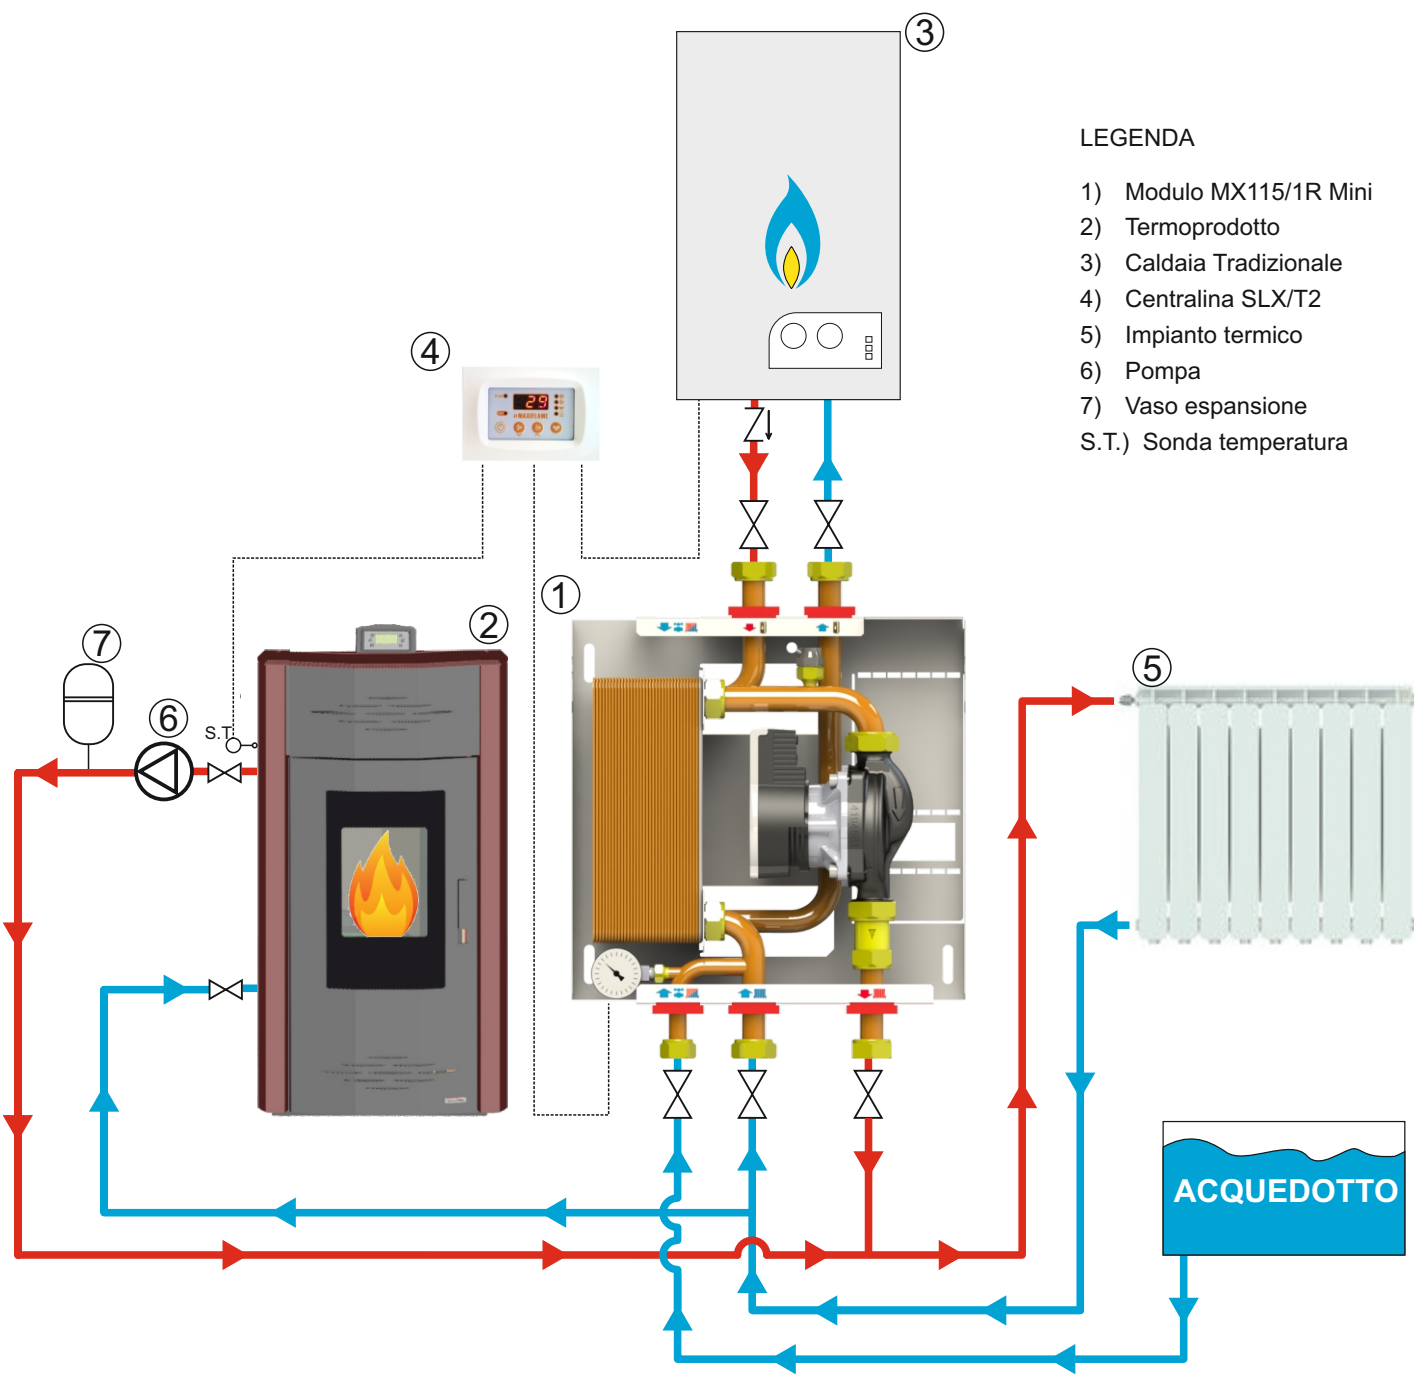 3
LEGENDA
1) Modulo MX115/1R Mini
2) Termoprodotto
3) Caldaia Tradizionale
4) Centralina SLX/T2
5) Impianto termico
6) Pompa
7) Vaso espansione
S.T.) Sonda temperatura
4
29
1
2
7
5
6
S.T
ACQUEDOTTO